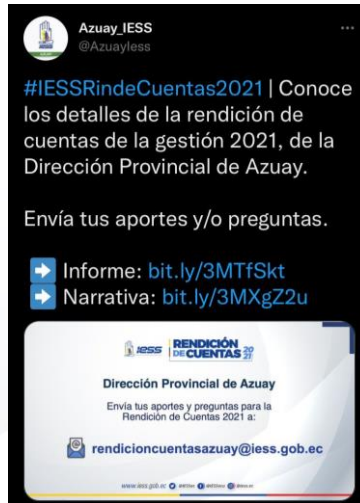 Azuay_IESS
@AzuayIess
#IESSRindeCuentas2021 | Conoce
los detalles de la rendición de
cuentas de la gestión 2021, de la
Dirección Provincial de Azuay.
Envía tus aportes y/o preguntas.
Informe: bit.ly/3MTfSkt
Narrativa: bit.ly/3MXgZ2u
IESS RENDICIÓN
DE CUENTAS 2021
Dirección Provincial de Azuay
Envía tus aportes y preguntas para la
Rendición de Cuentas 2021 a:
rendicioncuentasazuay@iess.gob.ec
www.iess.gob.ec